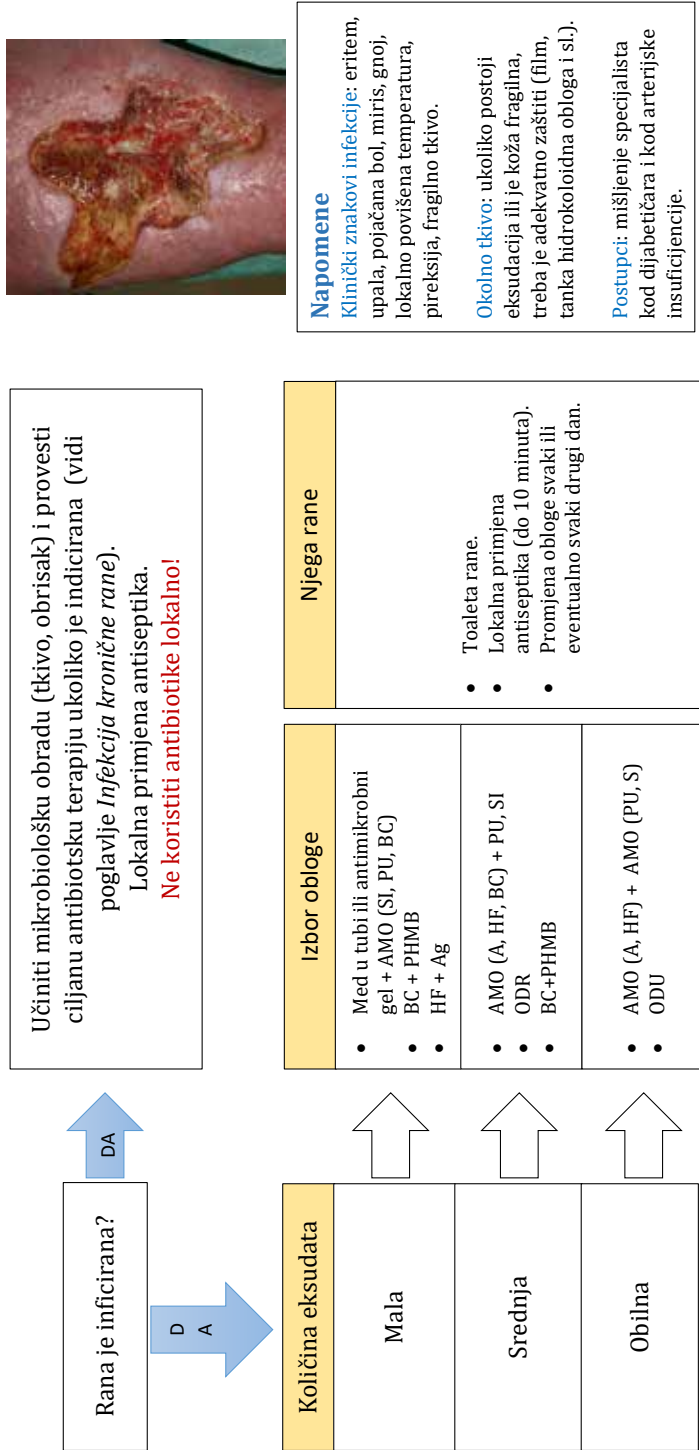 Rana je inficirana?
DA
Učiniti mikrobiološku obradu (tkivo, obrisak) i provesti
ciljanu antibiotsku terapiju ukoliko je indicirana (vidi
poglavlje Infekcija kronične rane).
Lokalna primjena antiseptika.
Ne koristiti antibiotike lokalno!
D
A
Količina eksudata
Izbor obloge
Njega rane
Mala
• Med u tubi ili antimikrobni
gel + AMO (SI, PU, BC)
• BC + PHMB
• HF + Ag
Srednja
• AMO (A, HF, BC) + PU, SI
• ODR
• BC+PHMB
Obilna
• AMO (A, HF) + AMO (PU, S)
• ODU
• Toaleta rane.
• Lokalna primjena
antiseptika (do 10 minuta).
• Promjena obloge svaki ili
eventualno svaki drugi dan.
Napomene
Klinički znakovi infekcije: eritem,
upala, pojačana bol, miris, gnoj,
lokalno povišena temperatura,
pireksija, fragilno tkivo.
Okolno tkivo: ukoliko postoji
eksudacija ili je koža fragilna,
treba je adekvatno zaštiti (film,
tanka hidrokoloidna obloga i sl.).
Postupci: mišljenje specijalista
kod dijabetičara i kod arterijske
insuficijencije.